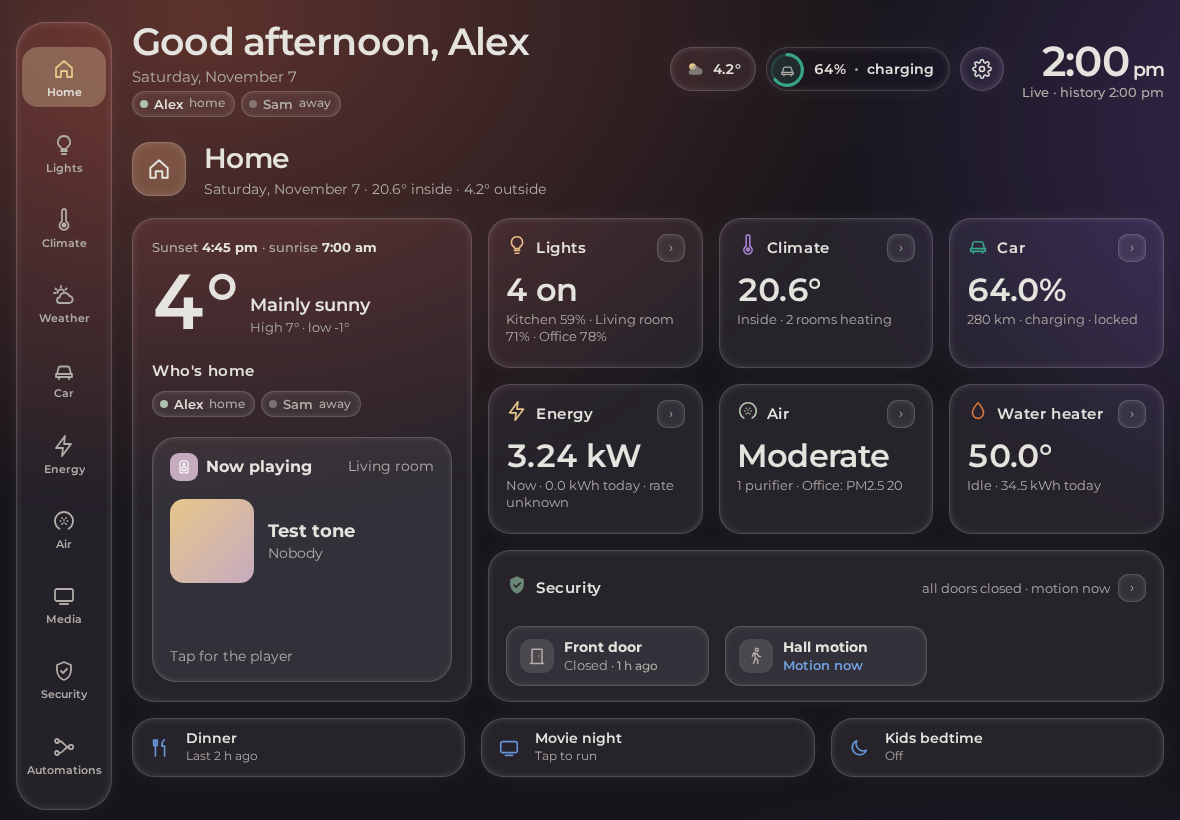 Good afternoon, Alex
Saturday, November 7
Alex home
Sam away
4.2°
64% · charging
2:00 pm
Live · history 2:00 pm
Home
Lights
Climate
Weather
Car
Energy
Air
Media
Security
Automations
Home
Saturday, November 7 · 20.6° inside · 4.2° outside
Sunset 4:45 pm · sunrise 7:00 am
4°
Mainly sunny
High 7° · low -1°
Who's home
Alex home
Sam away
Now playing
Living room
Test tone
Nobody
Tap for the player
Lights
4 on
Kitchen 59% · Living room
71% · Office 78%
Climate
20.6°
Inside · 2 rooms heating
Car
64.0%
280 km · charging · locked
Energy
3.24 kW
Now · 0.0 kWh today · rate
unknown
Air
Moderate
1 purifier · Office: PM2.5 20
Water heater
50.0°
Idle · 34.5 kWh today
Security
all doors closed · motion now
Front door
Closed · 1 h ago
Hall motion
Motion now
Dinner
Last 2 h ago
Movie night
Tap to run
Kids bedtime
Off